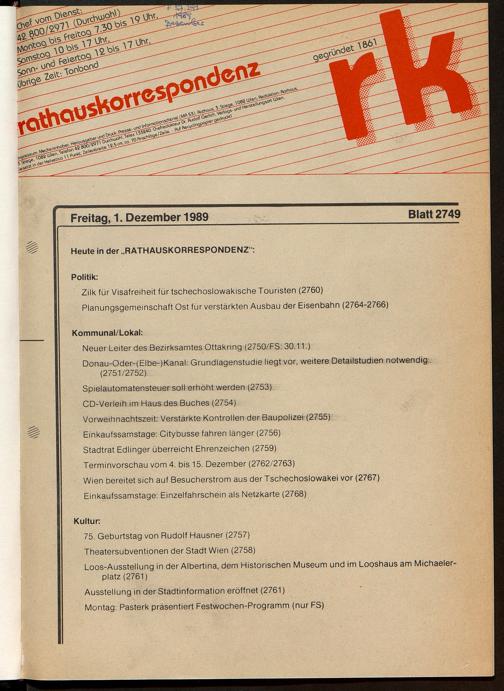 Chef vom Dienst:
42 800/2971 (Durchwahl)
Montag bis Freitag 7.30 bis 19 Uhr,
Samstag 10 bis 17 Uhr,
Sonn- und Feiertag 12 bis 17 Uhr,
übrige Zeit: Tonband
1989
gegründet 1861
rk
rathauskorrespondenz
Freitag, 1. Dezember 1989 Blatt 2749
Heute in der „RATHAUSKORRESPONDENZ":
Politik:
Zilk für Visafreiheit für tschechoslowakische Touristen (2760)
Planungsgemeinschaft Ost für verstärkten Ausbau der Eisenbahn (2764-2766)
Kommunal/Lokal:
Neuer Leiter des Bezirksamtes Ottakring (2750/FS: 30.11.)
Donau-Oder-(Elbe-)Kanal: Grundlagenstudie liegt vor, weitere Detailstudien notwendig
(2751/2752)
Spielautomatensteuer soll erhöht werden (2753)
CD-Verleih im Haus des Buches (2754)
Vorweihnachtszeit: Verstärkte Kontrollen der Baupolizei (2755)
Einkaufssamstage: Citybusse fahren länger (2756)
Stadtrat Edlinger überreicht Ehrenzeichen (2759)
Terminvorschau vom 4. bis 15. Dezember (2762/2763)
Wien bereitet sich auf Besucherstrom aus der Tschechoslowakei vor (2767)
Einkaufssamstage: Einzelfahrschein als Netzkarte (2768)
Kultur:
75. Geburtstag von Rudolf Hausner (2757)
Theatersubventionen der Stadt Wien (2758)
Loos-Ausstellung in der Albertina, dem Historischen Museum und im Looshaus am Michaeler-
platz (2761)
Ausstellung in der Stadtinformation eröffnet (2761)
Montag: Pasterk präsentiert Festwochen-Programm (nur FS)